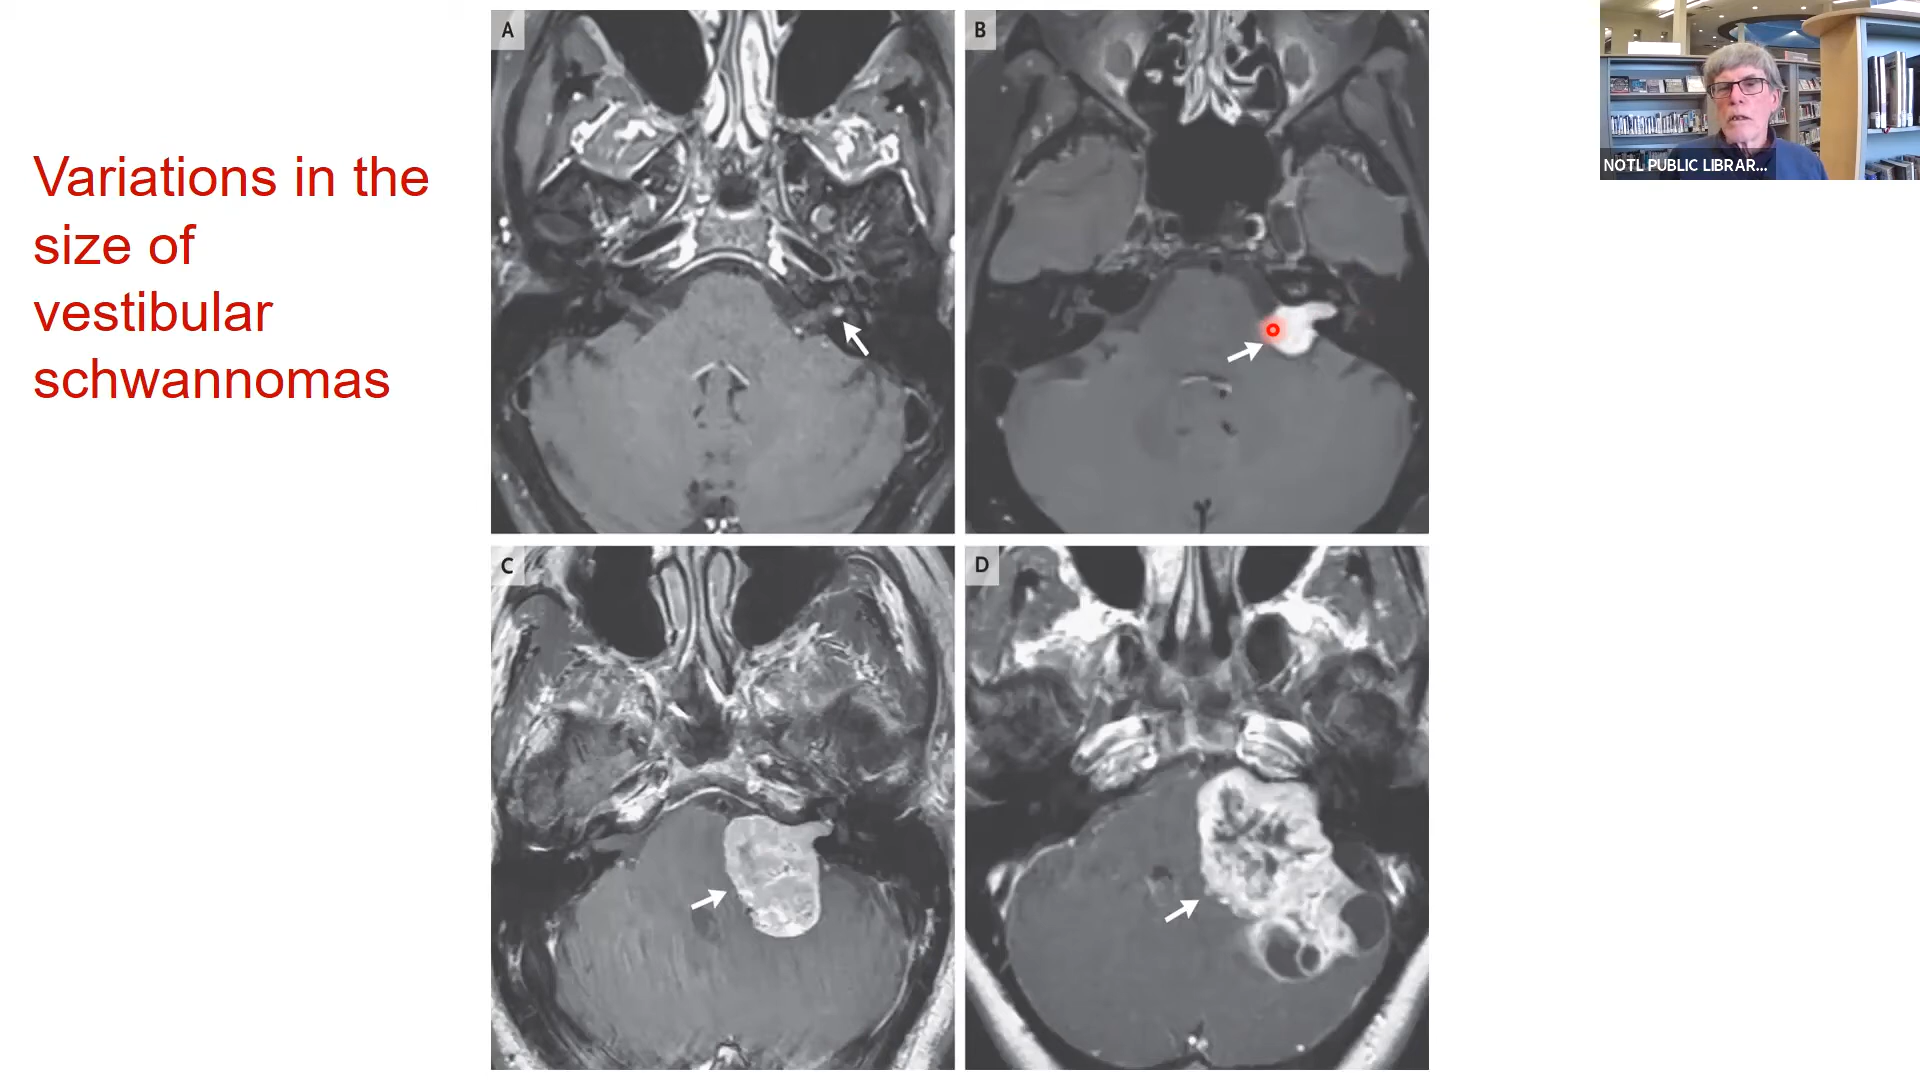 Variations in the
size of
vestibular
schwannomas
A
B
C
D
NOTL PUBLIC LIBRAR...